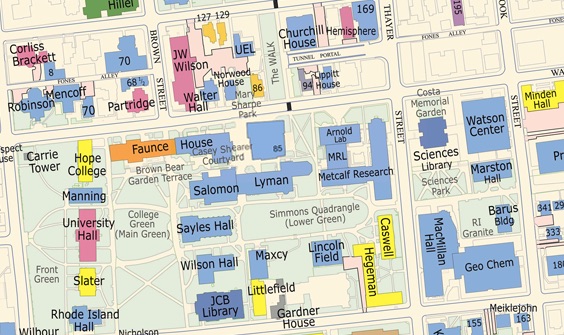 Hillel
127 129
169
195
Corliss
Brackett
8
70
BROWN
STREET
JW
Wilson
UEL
Churchill
House
Hemisphere
THAYER
FONES ALLEY
FONES ALLEY
TUNNEL PORTAL
The WALK
68 ½
Norwood
House
86
94
Lippitt
House
Robinson
Mencoff
70
Partridge
Walter
Hall
Mary
Sharpe
Park
Costa
Memorial
Garden
Minden
Hall
Watson
Center
STREET
STREET
Carrie
Tower
Hope
College
Faunce House
Casey Shearer
Courtyard
85
Arnold
Lab
MRL
Sciences
Library
Brown Bear
Garden Terrace
Salomon
Lyman
Metcalf Research
Sciences
Park
Marston
Hall
Manning
College
Green
(Main Green)
Simmons Quadrangle
(Lower Green)
University
Hall
Sayles Hall
Caswell
MacMillan
Hall
RI
Granite
Barus
Bldg
341
333
Front
Green
Slater
Wilson Hall
Maxcy
Lincoln
Field
Hegeman
Geo Chem
Littlefield
JCB
Library
Gardner
House
Rhode Island
Hall
Wilbour
Nicholson
155
Meiklejohn
163